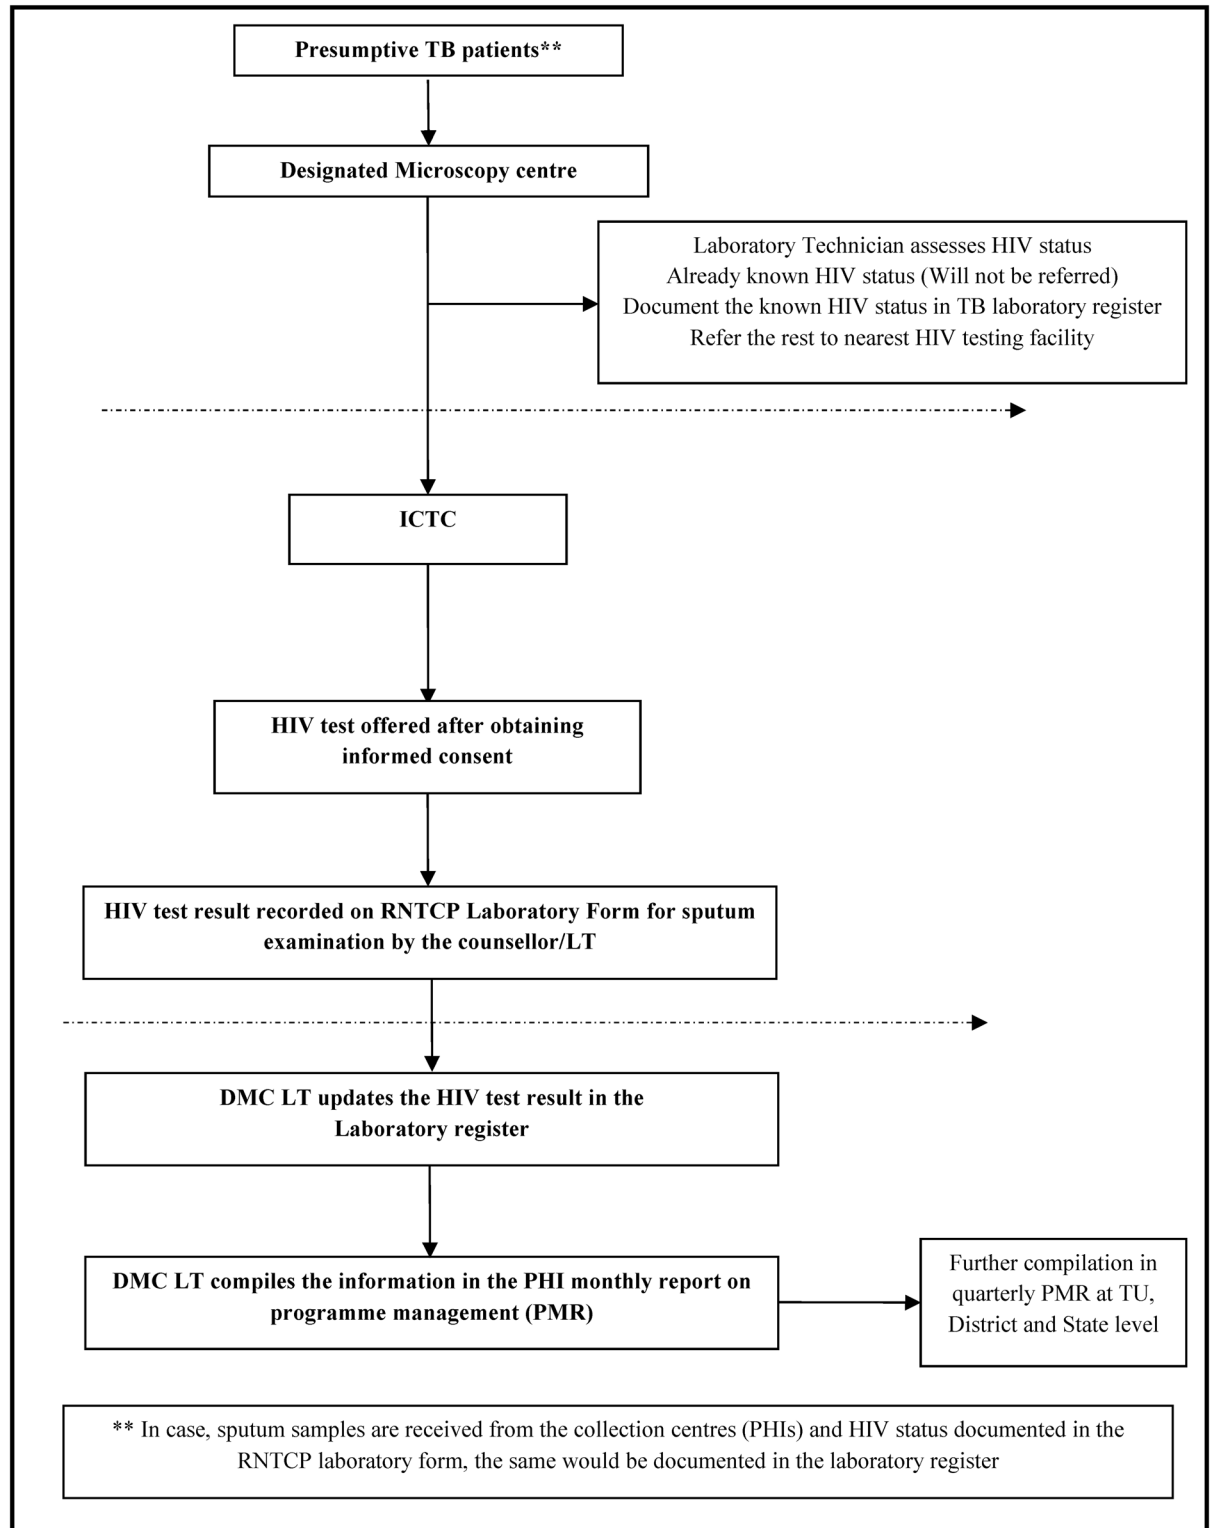 Presumptive TB patients**
Designated Microscopy centre
Laboratory Technician assesses HIV status
Already known HIV status (Will not be referred)
Document the known HIV status in TB laboratory register
Refer the rest to nearest HIV testing facility
ICTC
HIV test offered after obtaining
informed consent
HIV test result recorded on RNTCP Laboratory Form for sputum
examination by the counsellor/LT
DMC LT updates the HIV test result in the
Laboratory register
DMC LT compiles the information in the PHI monthly report on
programme management (PMR)
Further compilation in
quarterly PMR at TU,
District and State level
** In case, sputum samples are received from the collection centres (PHIs) and HIV status documented in the
RNTCP laboratory form, the same would be documented in the laboratory register